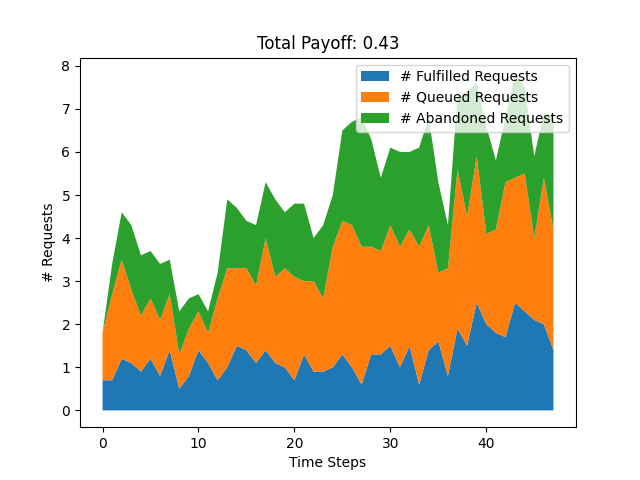 Total Payoff: 0.43
# Fulfilled Requests
# Queued Requests
# Abandoned Requests
# Requests
8
7
6
5
4
3
2
1
0
0 10 20 30 40
Time Steps